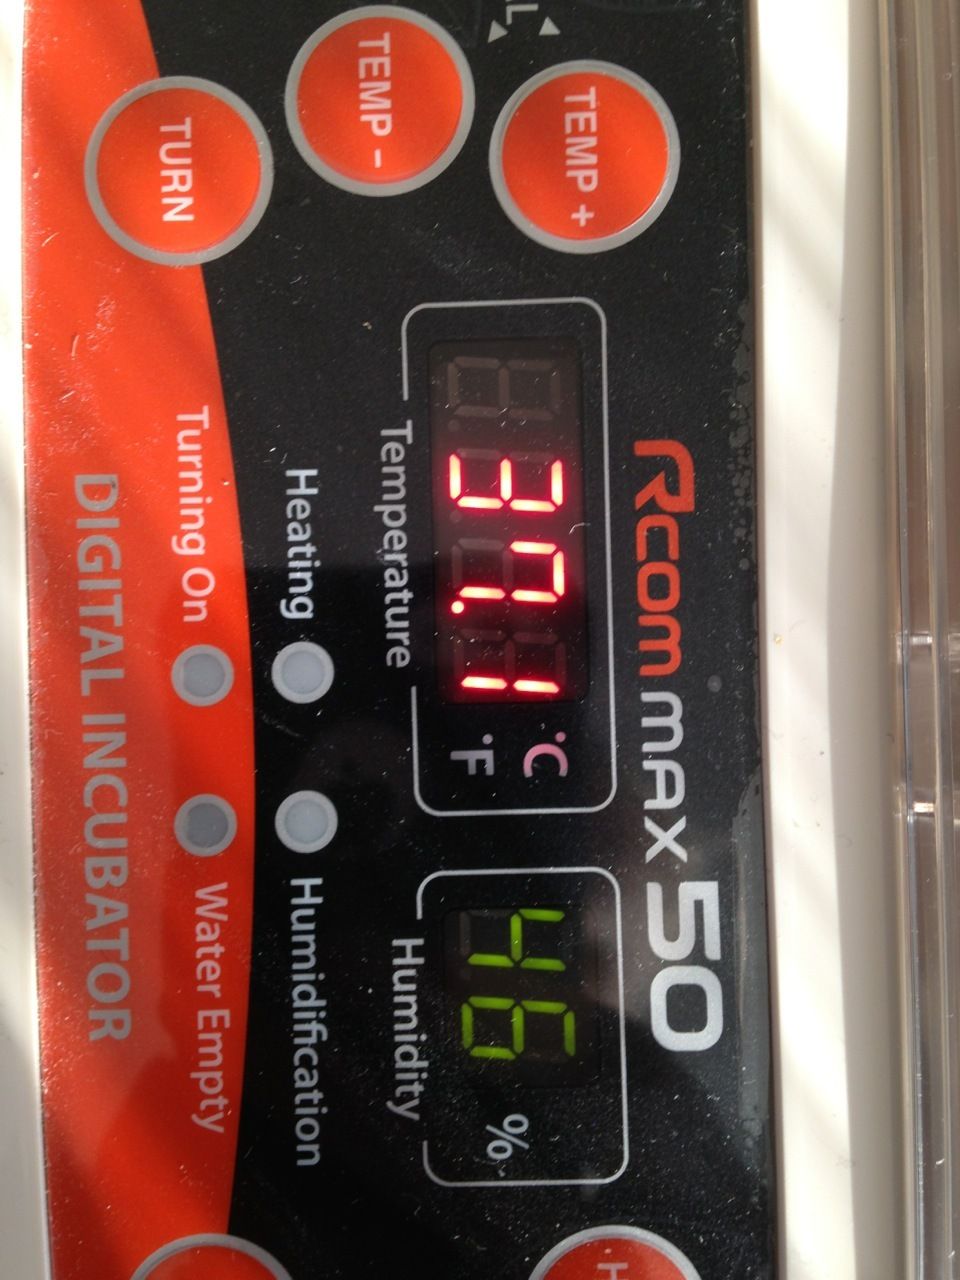 Rcom max 50
TEMP +
TEMP -
TURN
37.1
°C
°F
Temperature
46 %
Humidity
Heating
Humidification
Turning On
Water Empty
DIGITAL INCUBATOR